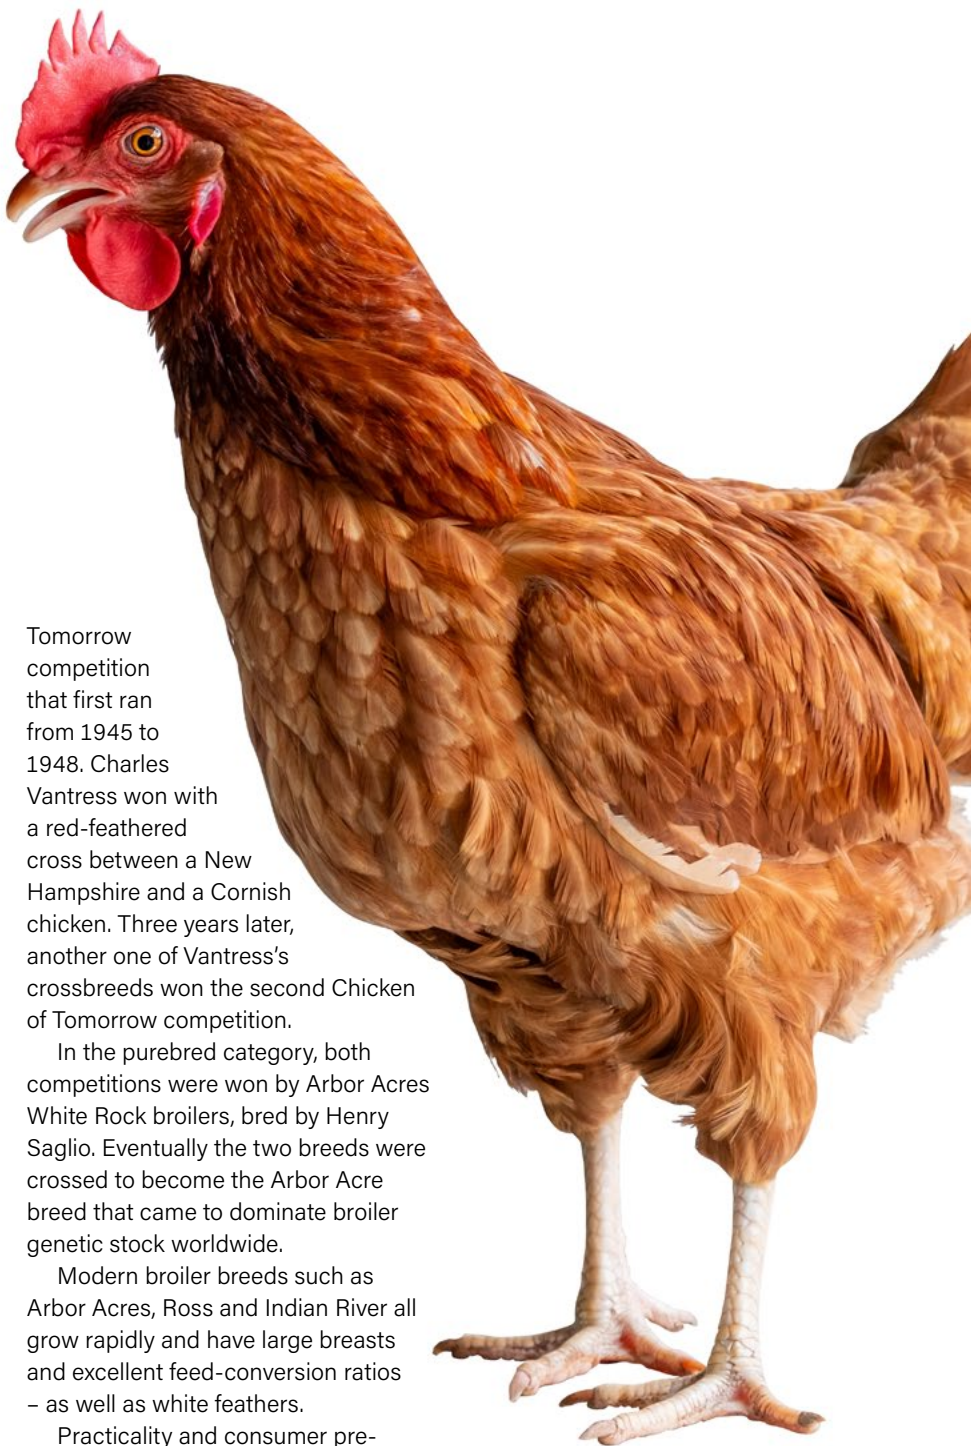 Tomorrow
competition
that first ran
from 1945 to
1948. Charles
Vantress won with
a red-feathered
cross between a New
Hampshire and a Cornish
chicken. Three years later,
another one of Vantress’s
crossbreeds won the second Chicken
of Tomorrow competition.
In the purebred category, both
competitions were won by Arbor Acres
White Rock broilers, bred by Henry
Saglio. Eventually the two breeds were
crossed to become the Arbor Acre
breed that came to dominate broiler
genetic stock worldwide.
Modern broiler breeds such as
Arbor Acres, Ross and Indian River all
grow rapidly and have large breasts
and excellent feed-conversion ratios
– as well as white feathers.
Practicality and consumer pre-